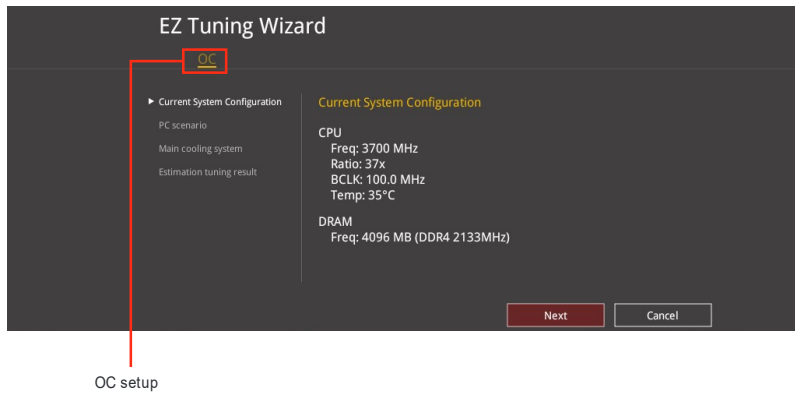 EZ Tuning Wizard
OC
Current System Configuration
PC scenario
Main cooling system
Estimation tuning result
Current System Configuration
CPU
Freq: 3700 MHz
Ratio: 37x
BCLK: 100.0 MHz
Temp: 35°C
DRAM
Freq: 4096 MB (DDR4 2133MHz)
Next
Cancel
OC setup